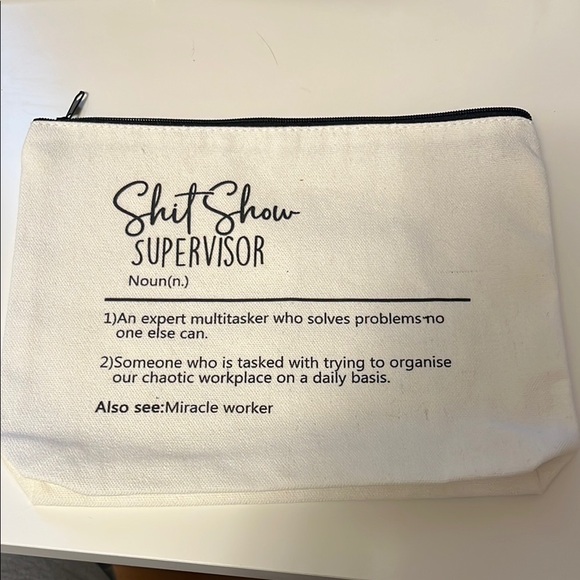 Shit Show
SUPERVISOR
Noun(n.)
1)An expert multitasker who solves problems-no
one else can.
2)Someone who is tasked with trying to organise
our chaotic workplace on a daily basis.
Also see:Miracle worker